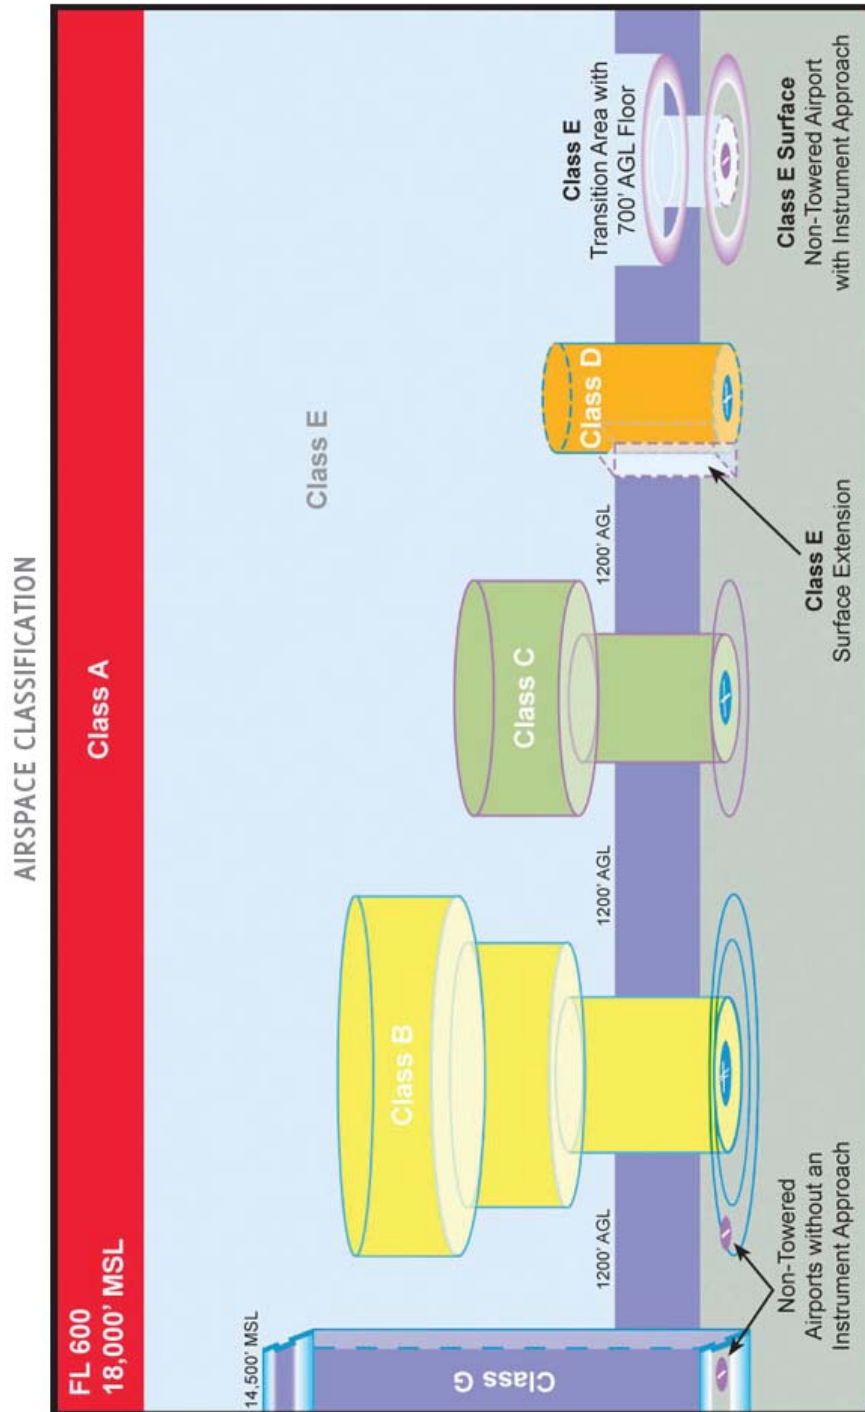 AIRSPACE CLASSIFICATION
FL 600
18,000’ MSL
Class A
14,500’ MSL
Class G
Class E
Class B
Class C
Class D
1200’ AGL
1200’ AGL
1200’ AGL
Class E
Transition Area with
700’ AGL Floor
Non-Towered
Airports without an
Instrument Approach
Class E
Surface Extension
Class E Surface
Non-Towered Airport
with Instrument Approach